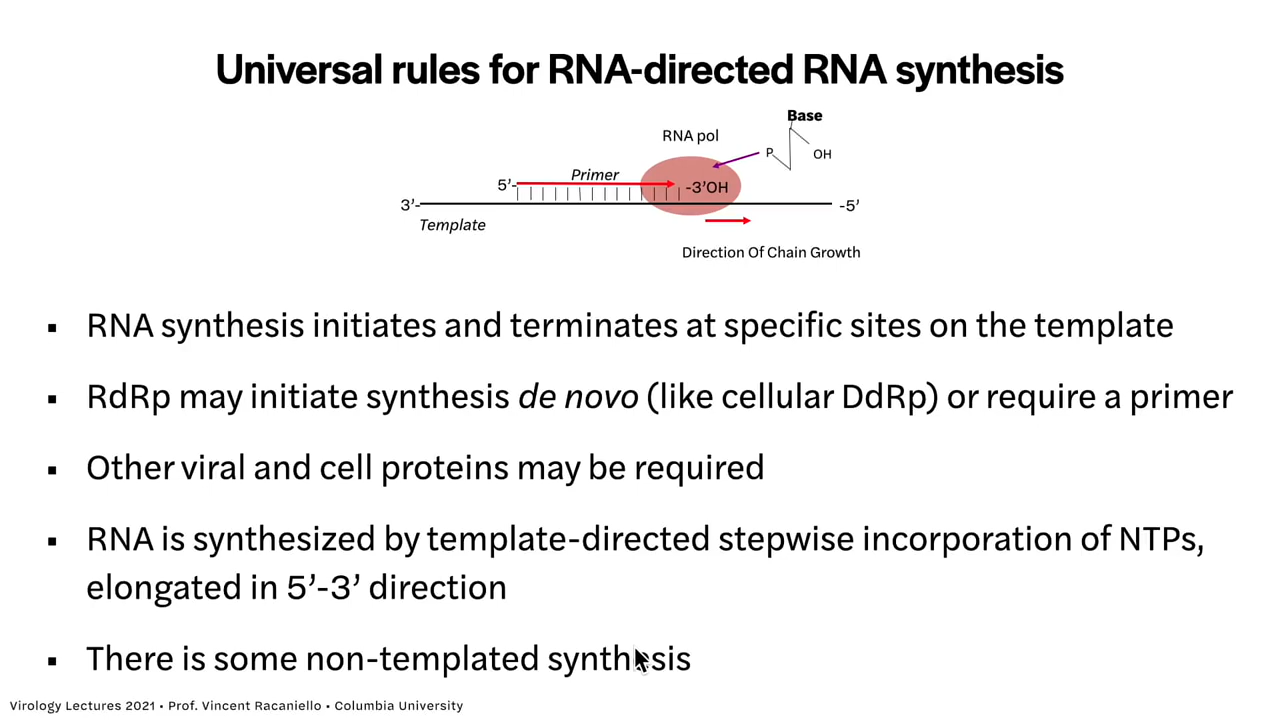 Universal rules for RNA-directed RNA synthesis
Base
RNA pol
P
OH
Primer
5’-
-3’OH
3’-
-5’
Template
Direction Of Chain Growth
▪ RNA synthesis initiates and terminates at specific sites on the template
▪ RdRp may initiate synthesis de novo (like cellular DdRp) or require a primer
▪ Other viral and cell proteins may be required
▪ RNA is synthesized by template-directed stepwise incorporation of NTPs,
elongated in 5’-3’ direction
▪ There is some non-templated synthesis
Virology Lectures 2021 • Prof. Vincent Racaniello • Columbia University